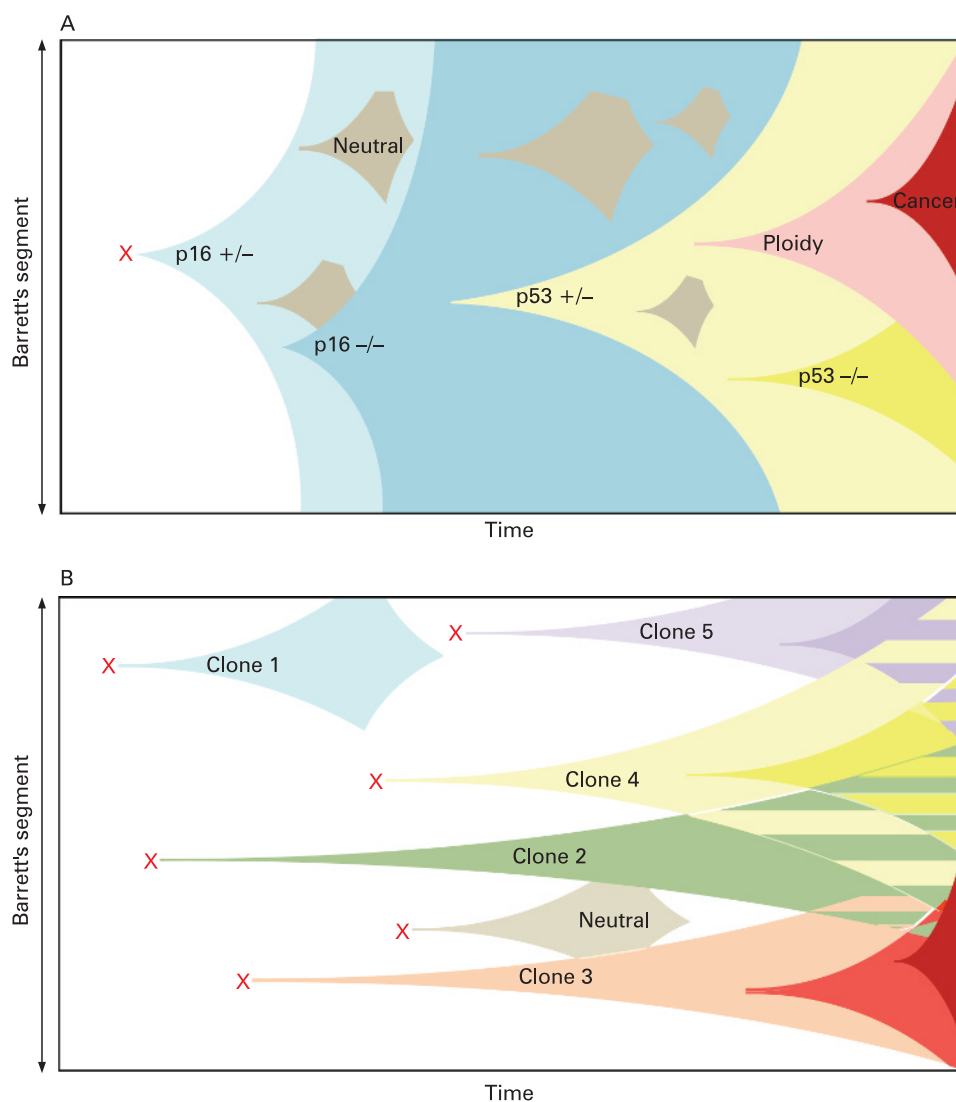 A
Barrett's segment
Neutral
Cancer
X
p16 +/–
Ploidy
p53 +/–
p16 –/–
p53 –/–
Time
B
Barrett's segment
X
Clone 5
X
Clone 1
X
Clone 4
X
Clone 2
X
Neutral
X
Clone 3
Time